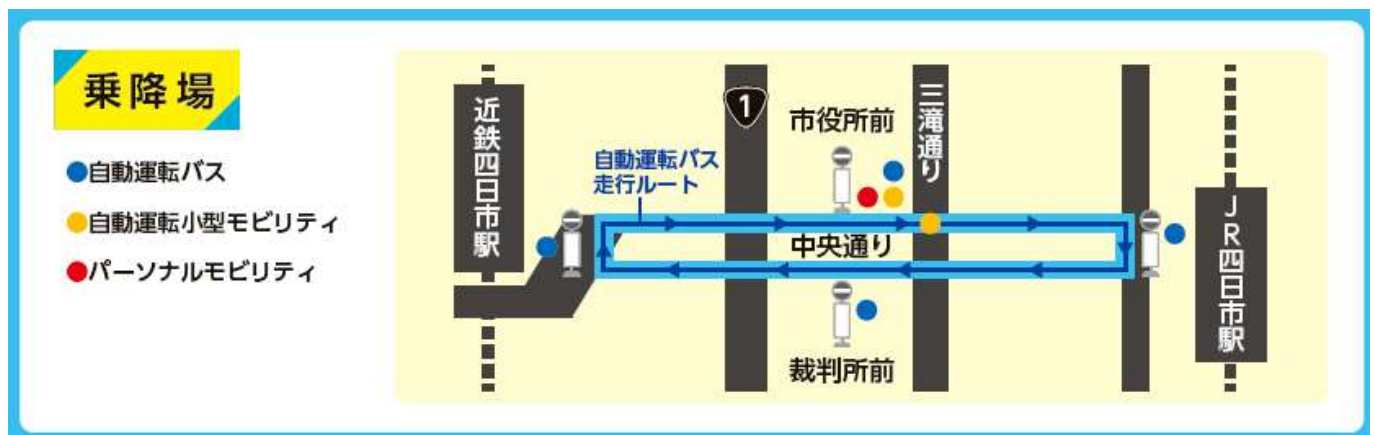 乗降場
自動運転バス
自動運転小型モビリティ
パーソナルモビリティ
近鉄四日市駅
自動運転バス
走行ルート
1
市役所前
三滝通り
中央通り
裁判所前
JR四日市駅